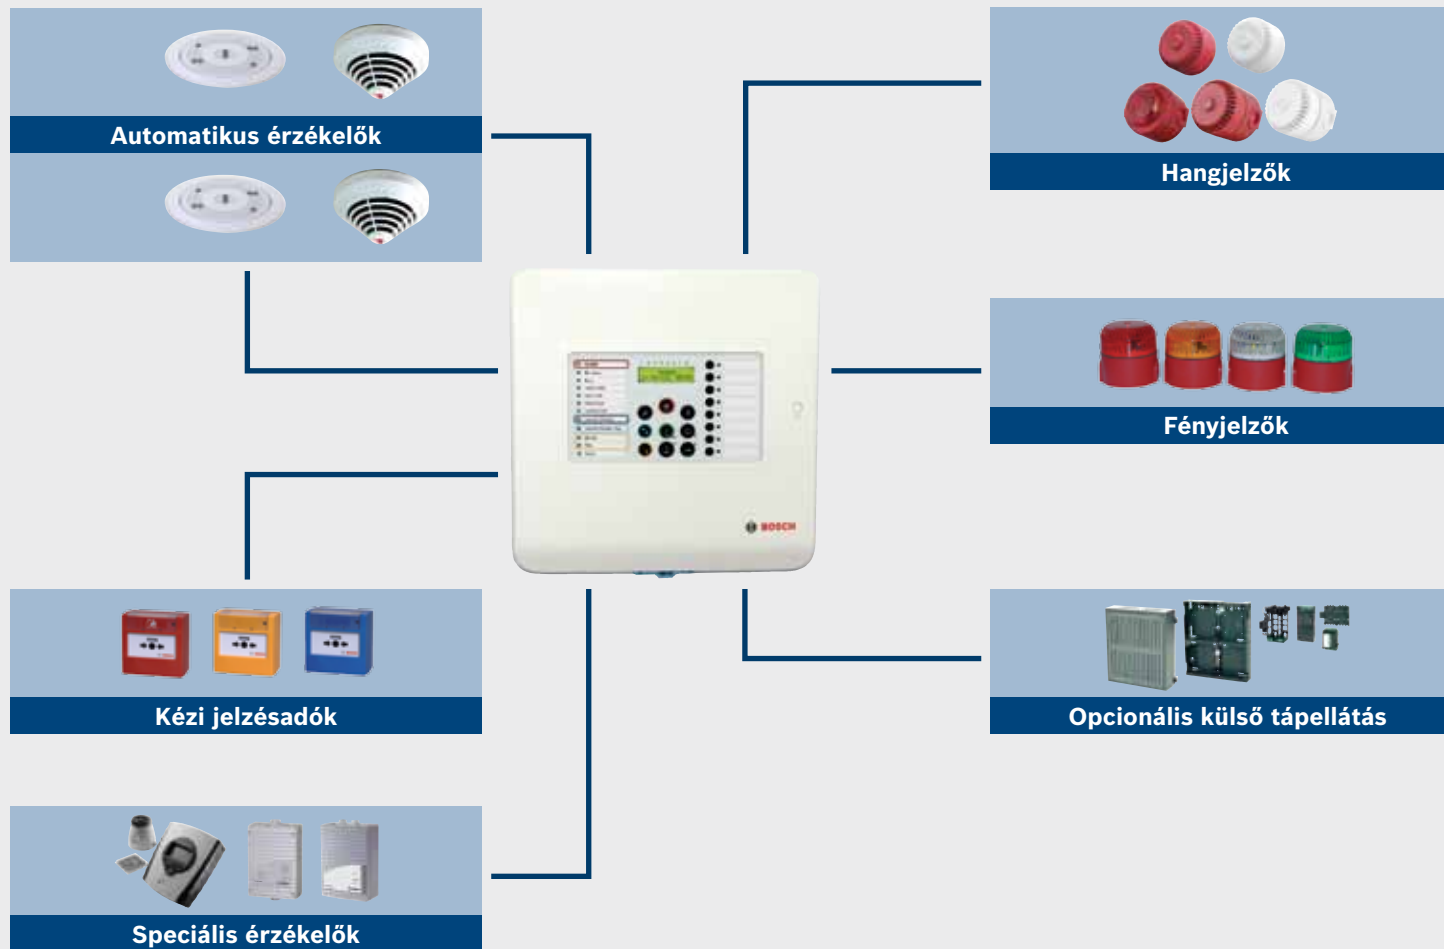 Automatikus érzékelők
Hangjelzők
Fényjelzők
BOSCH
Kézi jelzésadók
Opcionális külső tápellátás
Speciális érzékelők